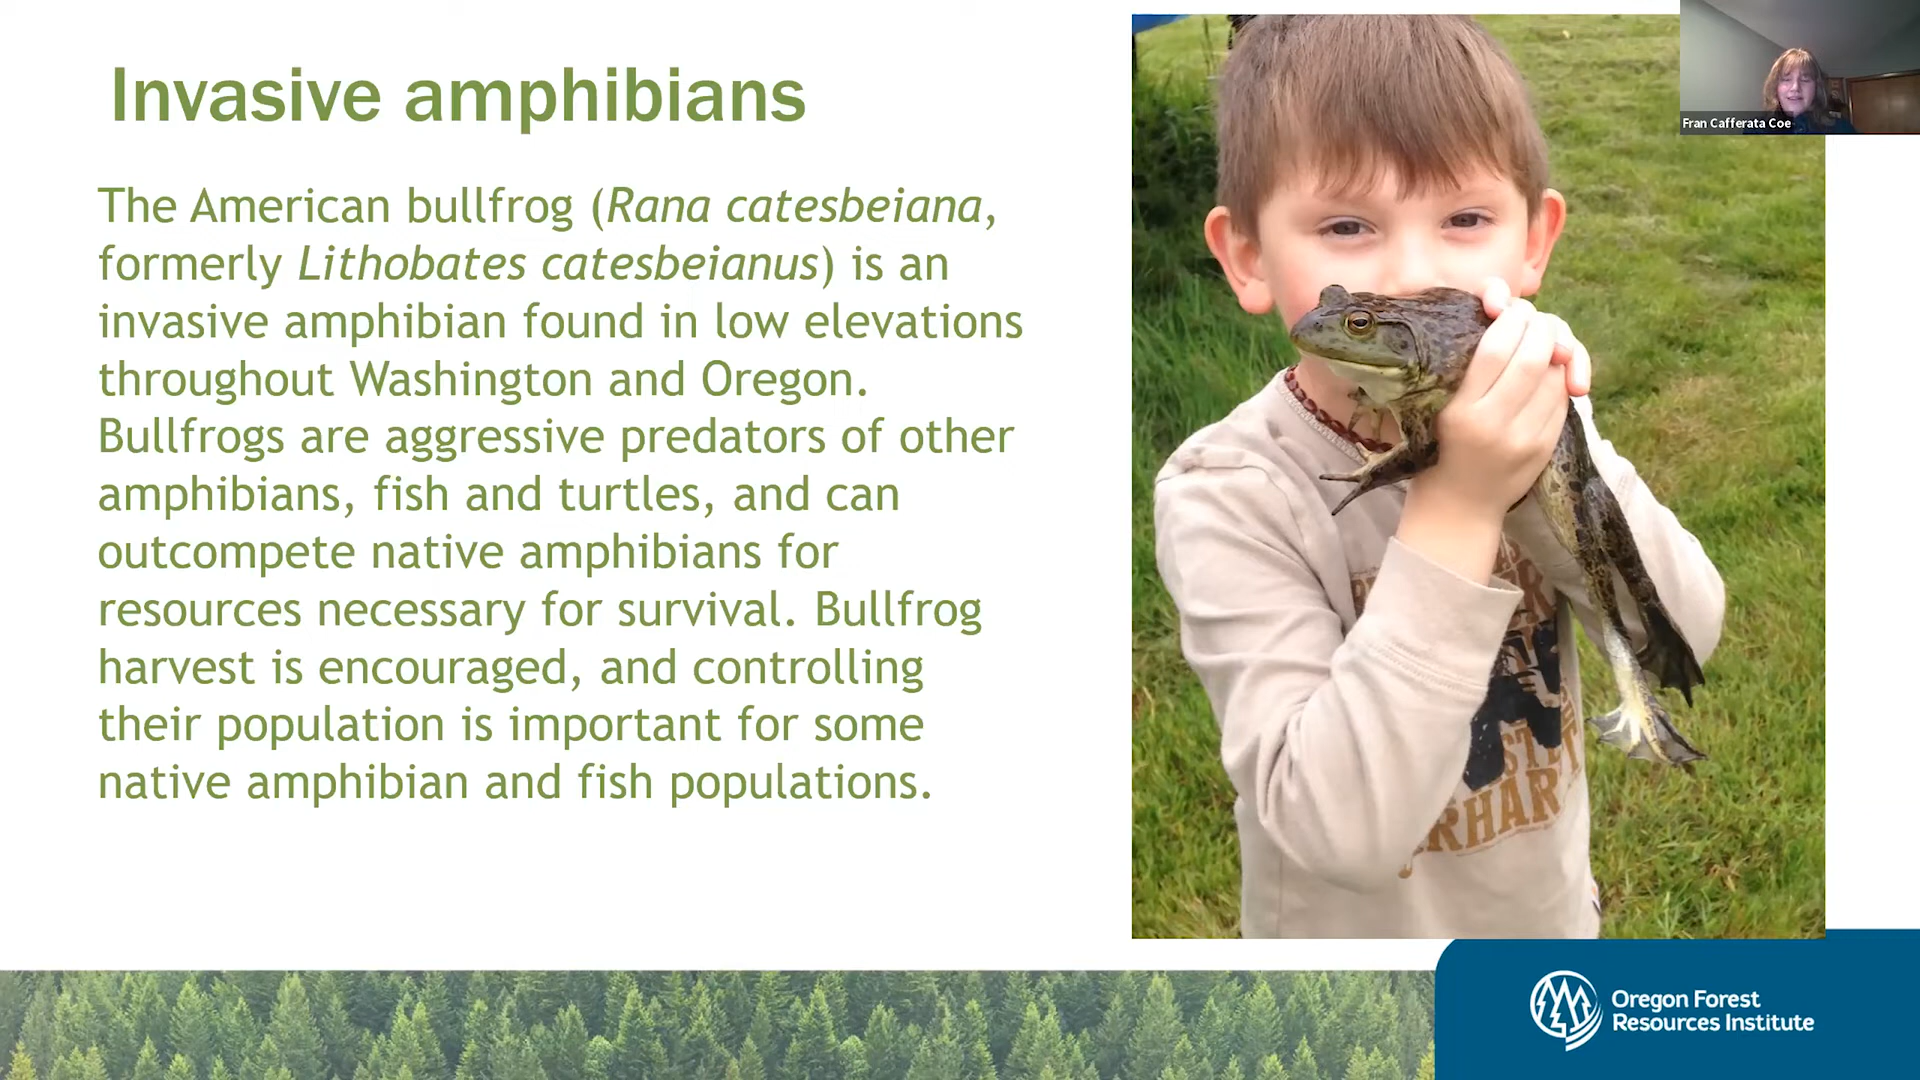 Invasive amphibians
The American bullfrog (Rana catesbeiana,
formerly Lithobates catesbeianus) is an
invasive amphibian found in low elevations
throughout Washington and Oregon.
Bullfrogs are aggressive predators of other
amphibians, fish and turtles, and can
outcompete native amphibians for
resources necessary for survival. Bullfrog
harvest is encouraged, and controlling
their population is important for some
native amphibian and fish populations.
Fran Cafferata Coe
Oregon Forest
Resources Institute